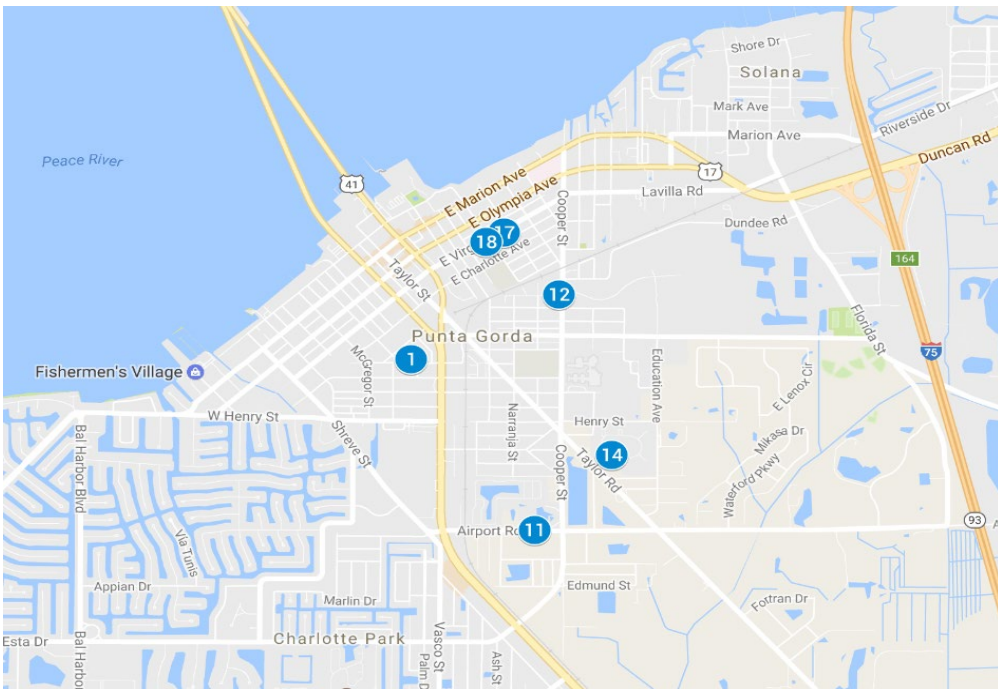 Shore Dr
Solana
Mark Ave
Marion Ave
Riverside Dr
Duncan Rd
Peace River
41
E Marion Ave
17
E Olympia Ave
Cooper St
Lavilla Rd
Dundee Rd
18
17
E Charlotte Ave
164
Taylor St
12
Florida St
Punta Gorda
75
1
Fishermen's Village
McGregor St
Education Ave
E Lenox Cir
W Henry St
Narranja St
Henry St
Mikasa Dr
Bal Harbor Blvd
Shreve St
14
Cooper St
Taylor Rd
Waterford Pkwy
93
Airport
11
Via Tunis
Appian Dr
Edmund St
Marlin Dr
Fortran Dr
Esta Dr
Charlotte Park
Vasco St
Bal Harbor
Palm D
Ash St